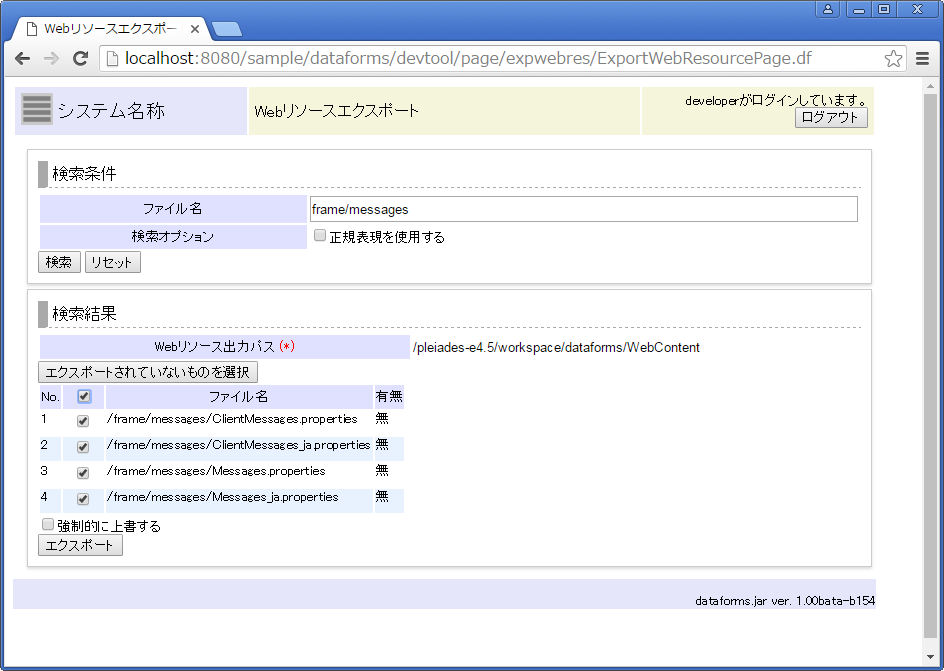 Webリソースエクスポー
localhost:8080/sample/dataforms/devtool/page/expwebres/ExportWebResourcePage.df
システム名称
Webリソースエクスポート
developerがログインしています。
ログアウト
検索条件
ファイル名 frame/messages
検索オプション 正規表現を使用する
検索 リセット
検索結果
Webリソース出力パス (*) /pleiades-e4.5/workspace/dataforms/WebContent
エクスポートされていないものを選択
No. ファイル名 有無
1 /frame/messages/ClientMessages.properties 無
2 /frame/messages/ClientMessages_ja.properties 無
3 /frame/messages/Messages.properties 無
4 /frame/messages/Messages_ja.properties 無
強制的に上書する
エクスポート
dataforms.jar ver. 1.00bata-b154